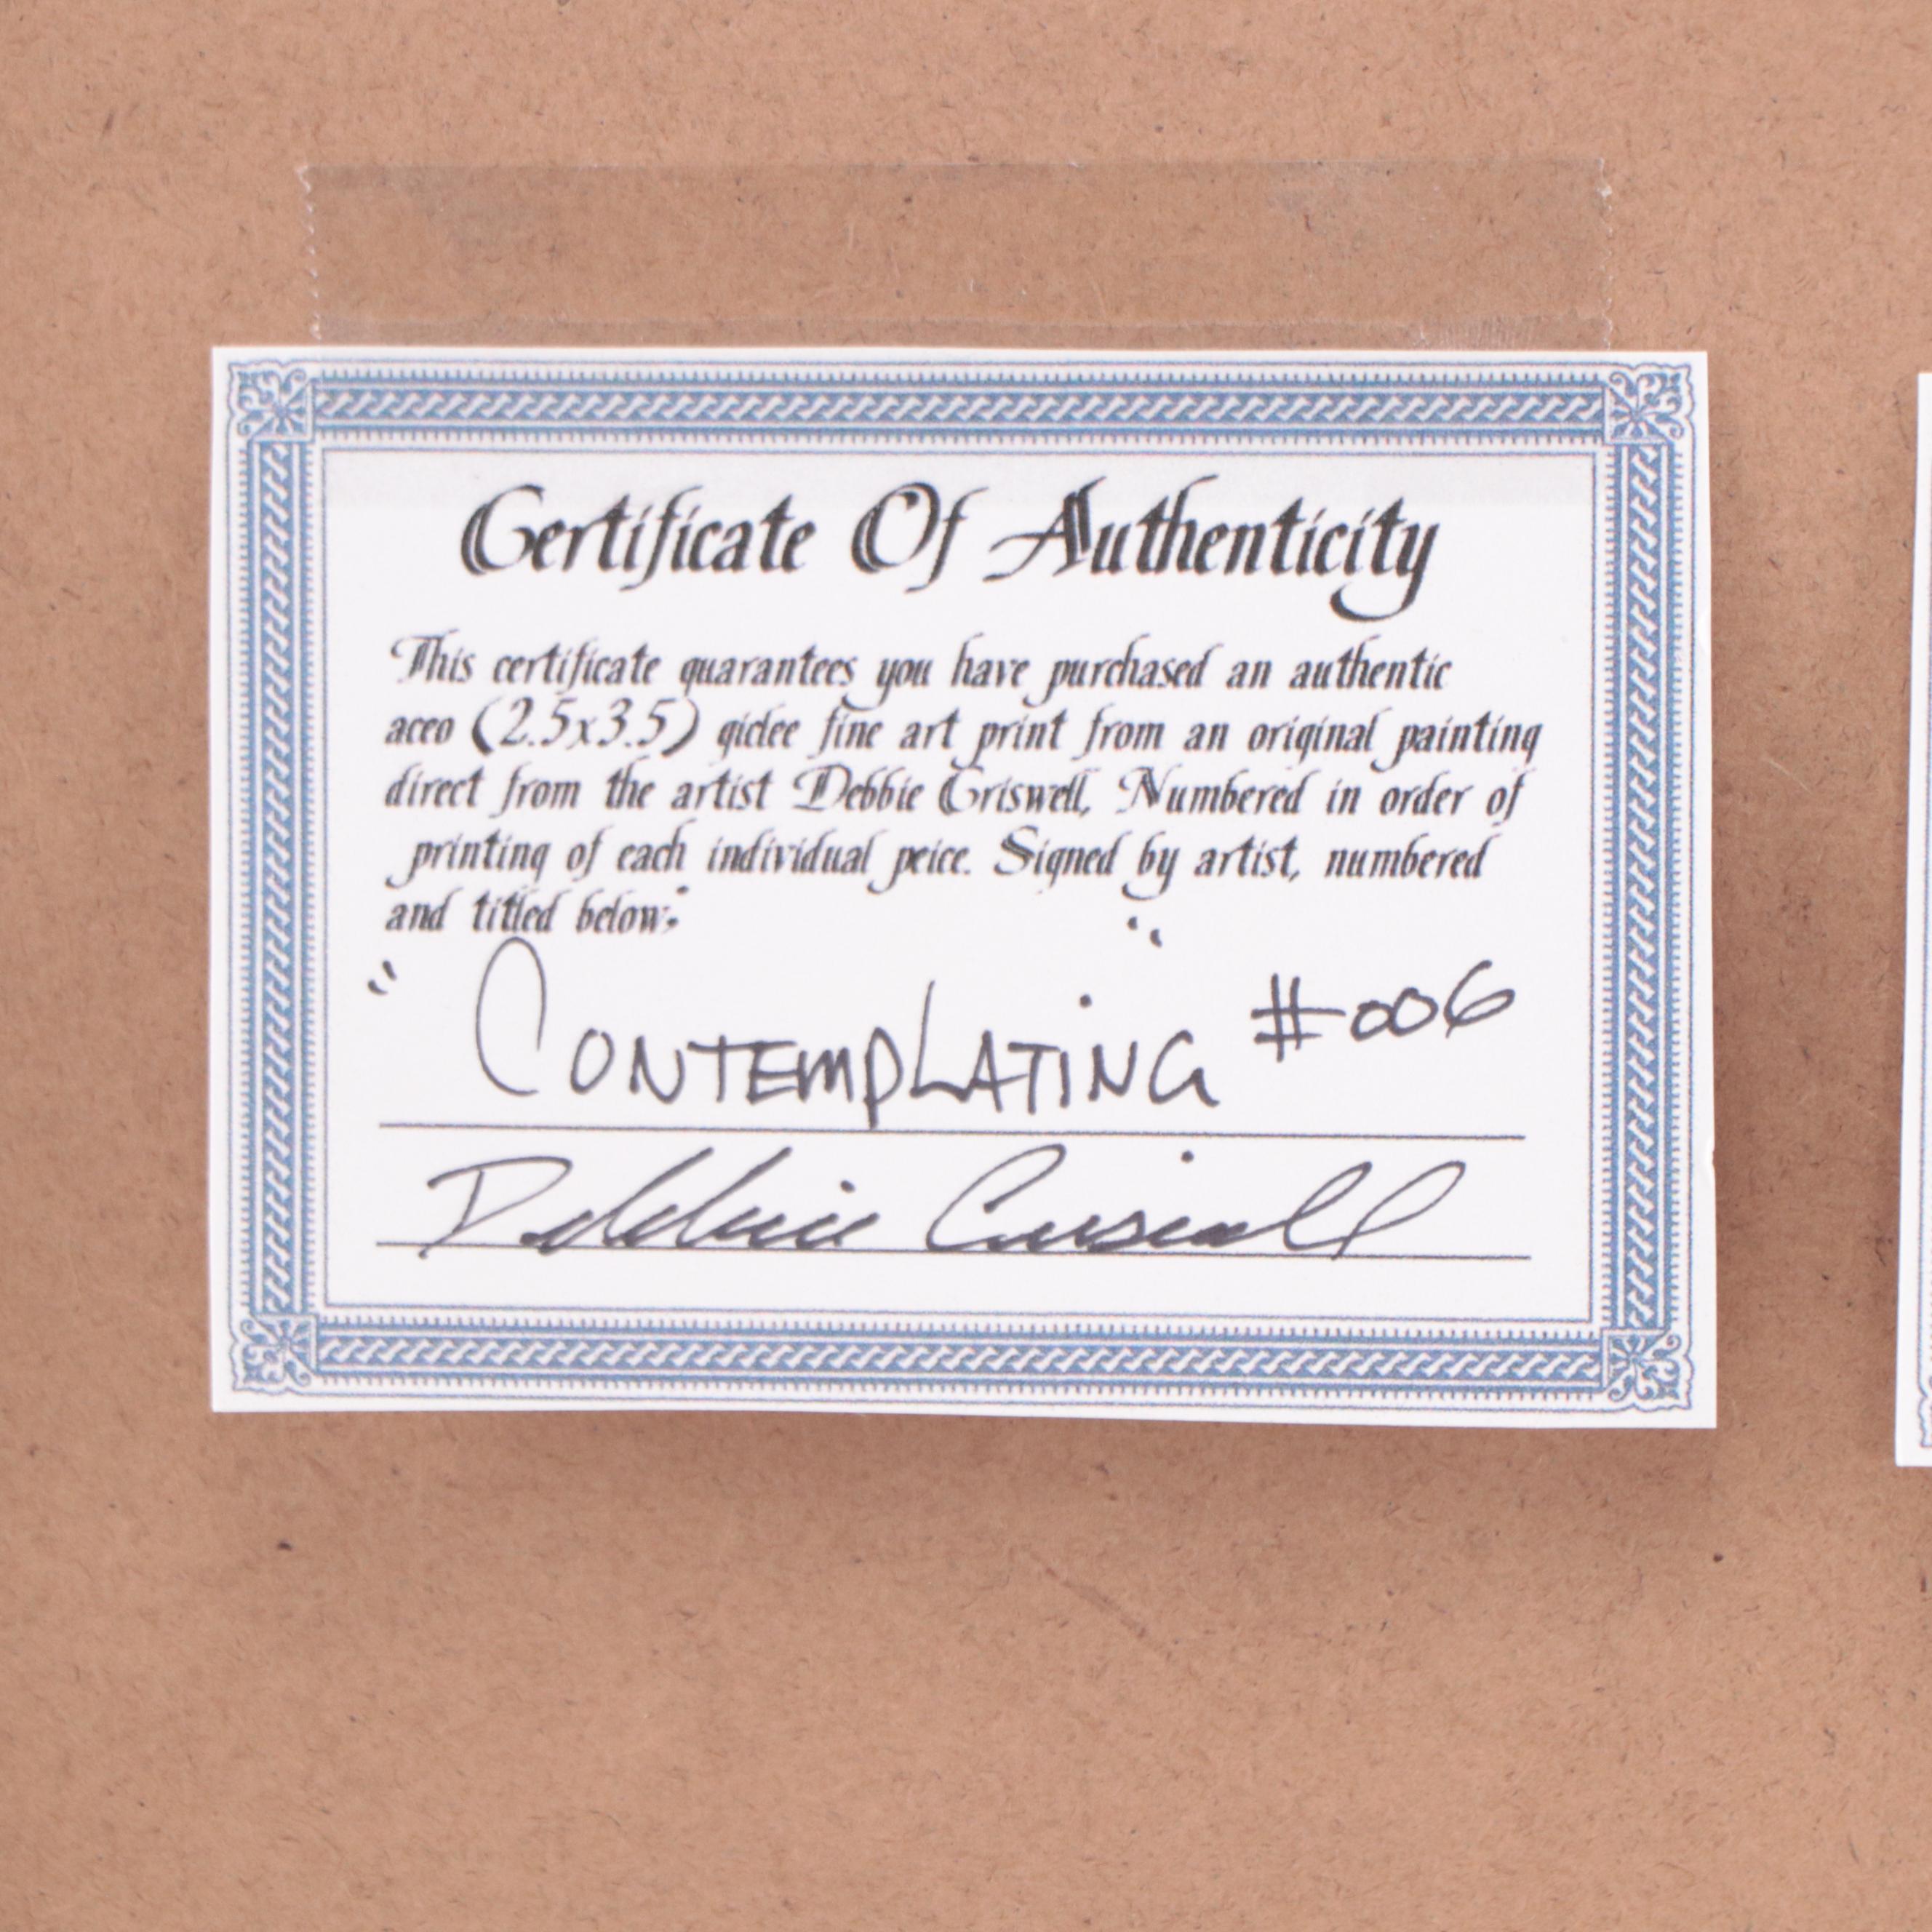 Certificate Of Authenticity
This certificate guarantees you have purchased an authentic
aceo (2.5x3.5) giclee fine art print from an original painting
direct from the artist Debbie Criswell, Numbered in order of
printing of each individual peice. Signed by artist, numbered
and titled below:
"Contemplating" #006
Debbie Criswell